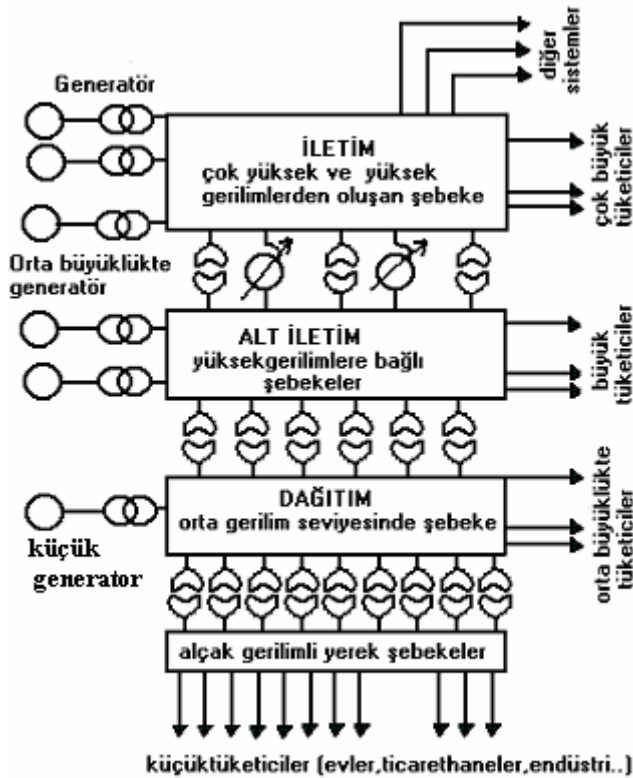 Generatör
diğer
sistemler
İLETİM
çok yüksek ve yüksek
gerilimlerden oluşan şebeke
çok büyük
tüketiciler
Orta büyüklükte
generatör
ALT İLETİM
yüksekgerilimlere bağlı
şebekeler
büyük
tüketiciler
DAĞITIM
orta gerilim seviyesinde şebeke
orta büyüklükte
tüketiciler
küçük
generator
alçak gerilimli yerek şebekeler
küçüktüketiciler (evler,ticarethaneler,endüstri..)